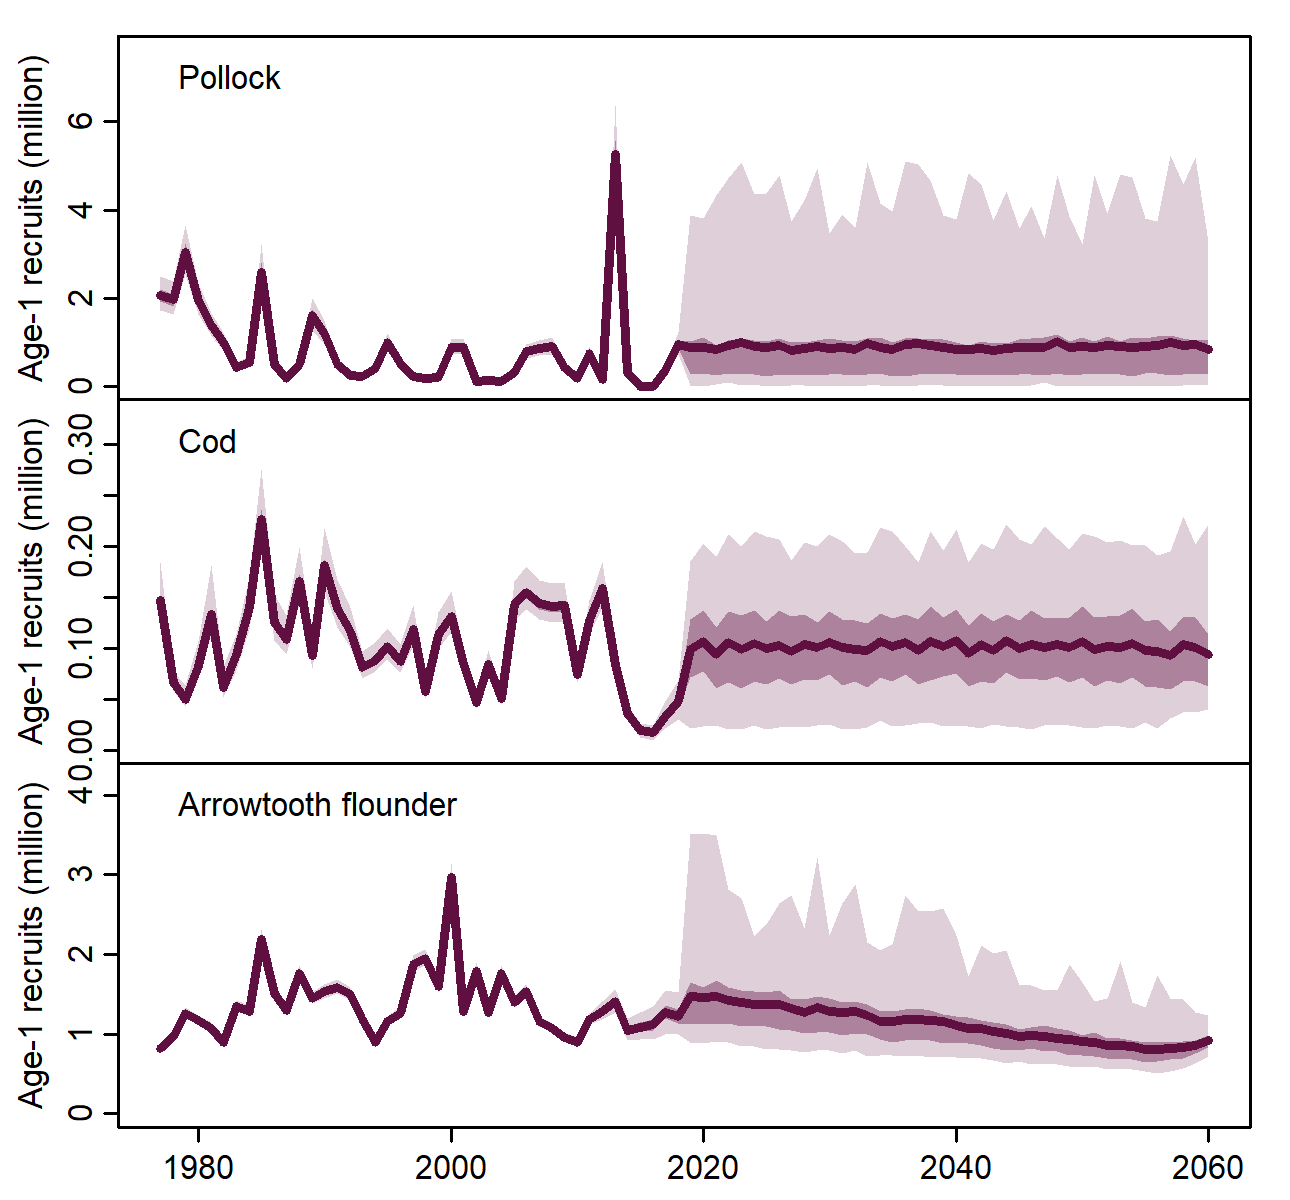 Pollock
Age-1 recruits (million)
6
4
2
0
Cod
Age-1 recruits (million)
0.30
0.20
0.10
0.00
Arrowtooth flounder
Age-1 recruits (million)
4
3
2
1
0
1980 2000 2020 2040 2060